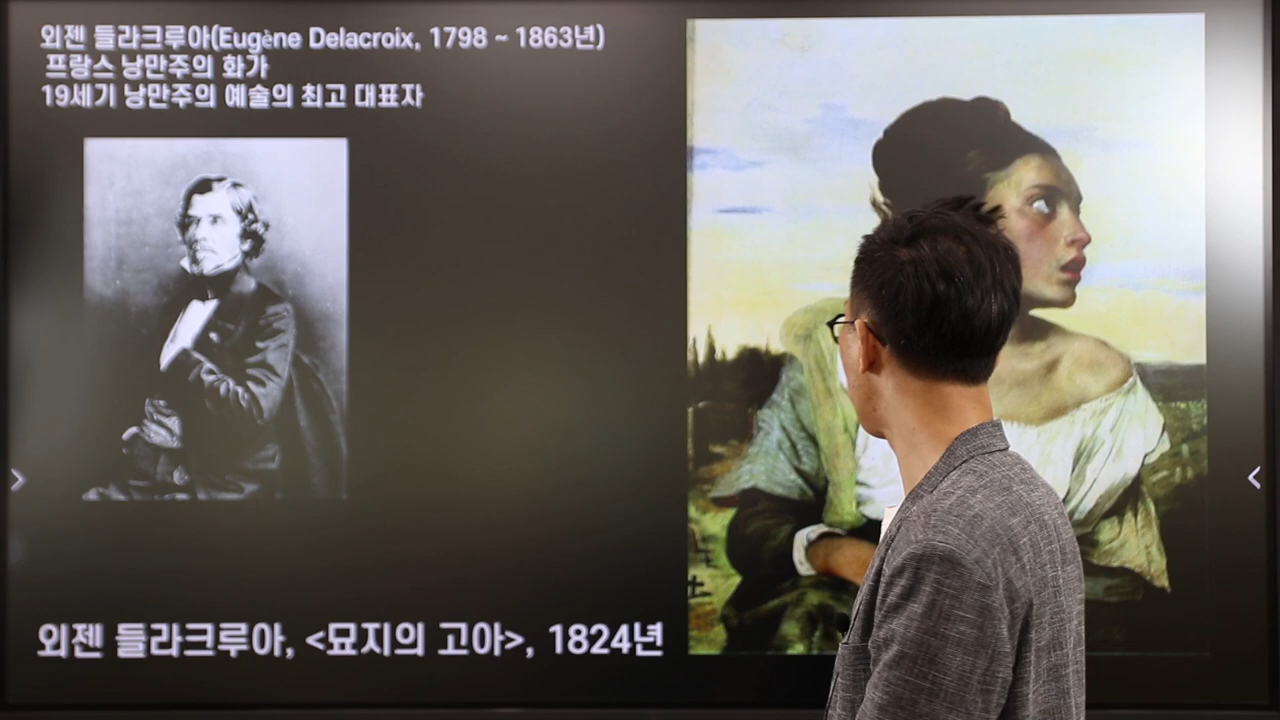 외젠 들라크루아(Eugène Delacroix, 1798 ~ 1863년)
프랑스 낭만주의 화가
19세기 낭만주의 예술의 최고 대표자
외젠 들라크루아, <묘지의 고아>, 1824년